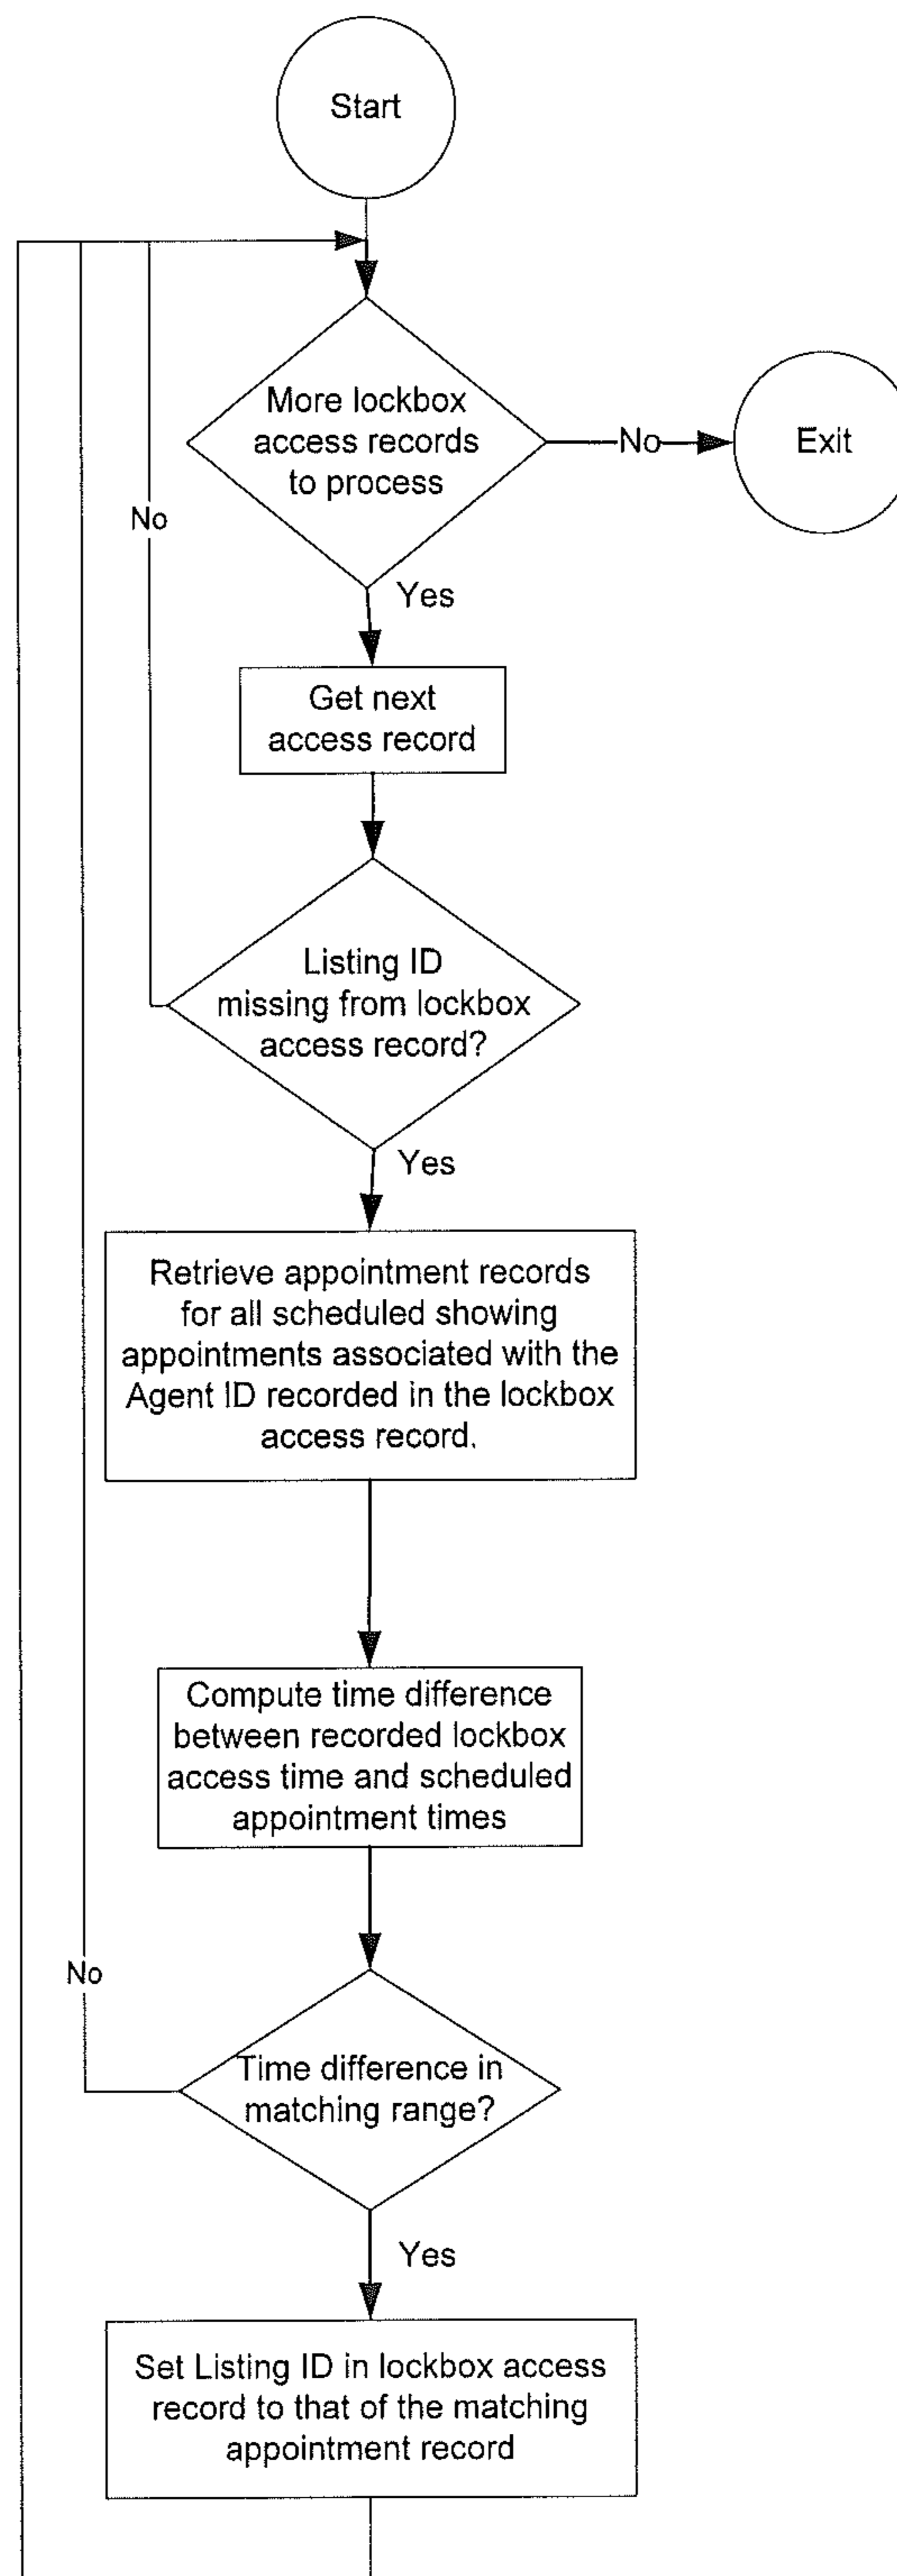 Start
More lockbox
access records
to process
No
Exit
No
Yes
Get next
access record
Listing ID
missing from lockbox
access record?
Yes
Retrieve appointment records
for all scheduled showing
appointments associated with the
Agent ID recorded in the lockbox
access record.
Compute time difference
between recorded lockbox
access time and scheduled
appointment times
No
Time difference in
matching range?
Yes
Set Listing ID in lockbox access
record to that of the matching
appointment record